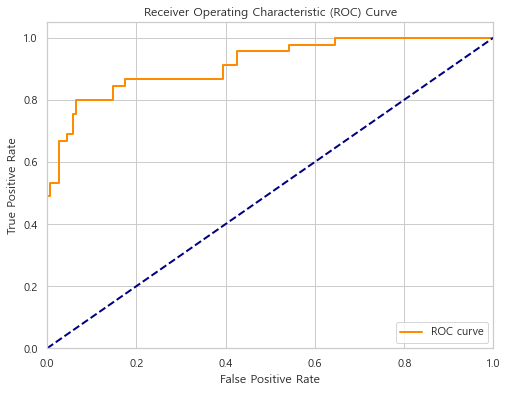 Receiver Operating Characteristic (ROC) Curve
1.0
0.8
0.6
0.4
0.2
0.0
True Positive Rate
ROC curve
0.0 0.2 0.4 0.6 0.8 1.0
False Positive Rate